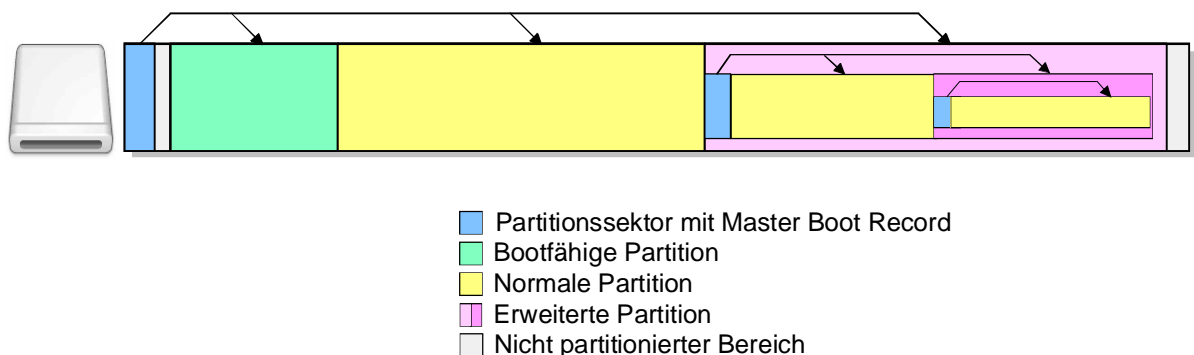 Partitionssektor mit Master Boot Record
Bootfähige Partition
Normale Partition
Erweiterte Partition
Nicht partitionierter Bereich